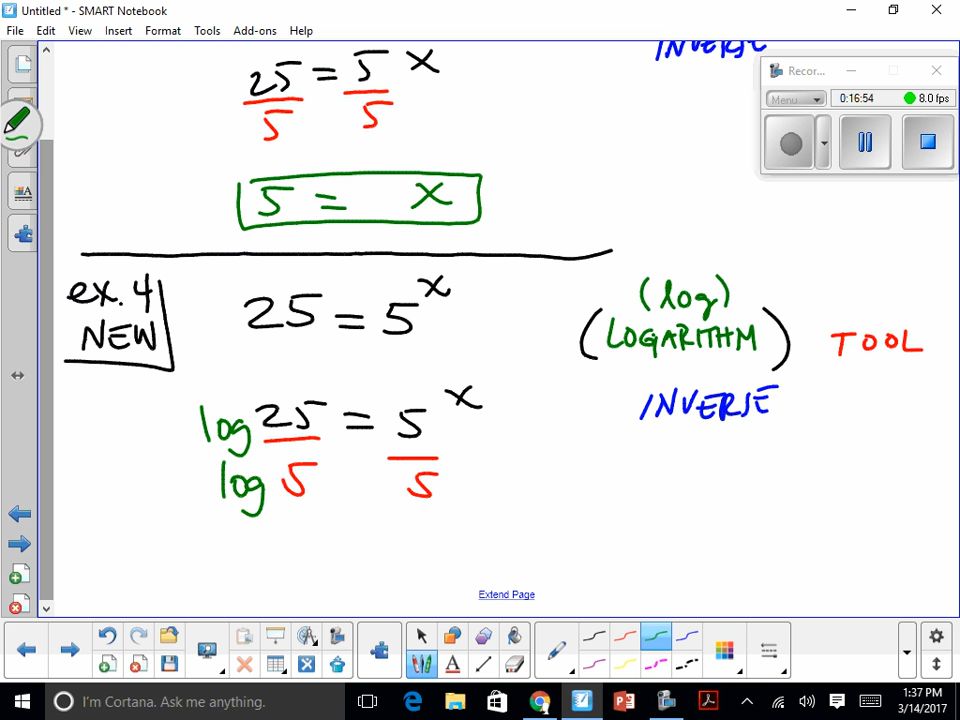 Untitled * - SMART Notebook
File Edit View Insert Format Tools Add-ons Help
INVERSE
25 = 5^x
5 5
5 = x
Recor...
Menu 0:16:54 8.0 fps
ex. 4
NEW
25 = 5^x
(log)
(LOGARITHM) TOOL
INVERSE
log 25 = 5^x
log 5 5
Extend Page
I'm Cortana. Ask me anything.
1:37 PM
3/14/2017